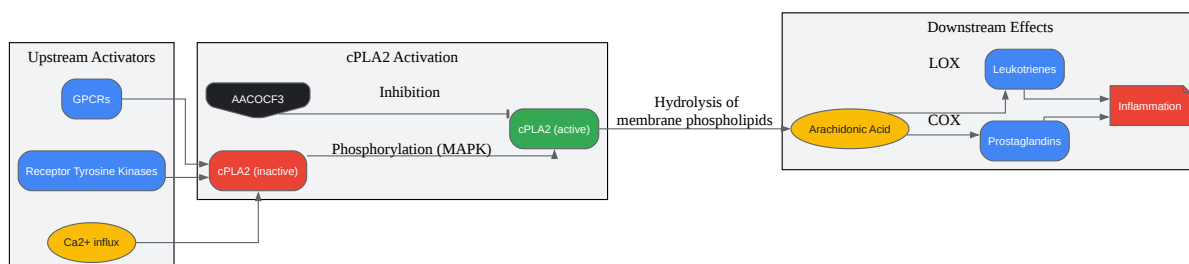 Upstream Activators
GPCRs
Receptor Tyrosine Kinases
Ca2+ influx
cPLA2 Activation
AACOCF3
Inhibition
cPLA2 (active)
Phosphorylation (MAPK)
cPLA2 (inactive)
Hydrolysis of
membrane phospholipids
Downstream Effects
LOX
Leukotrienes
Arachidonic Acid
COX
Prostaglandins
Inflammation